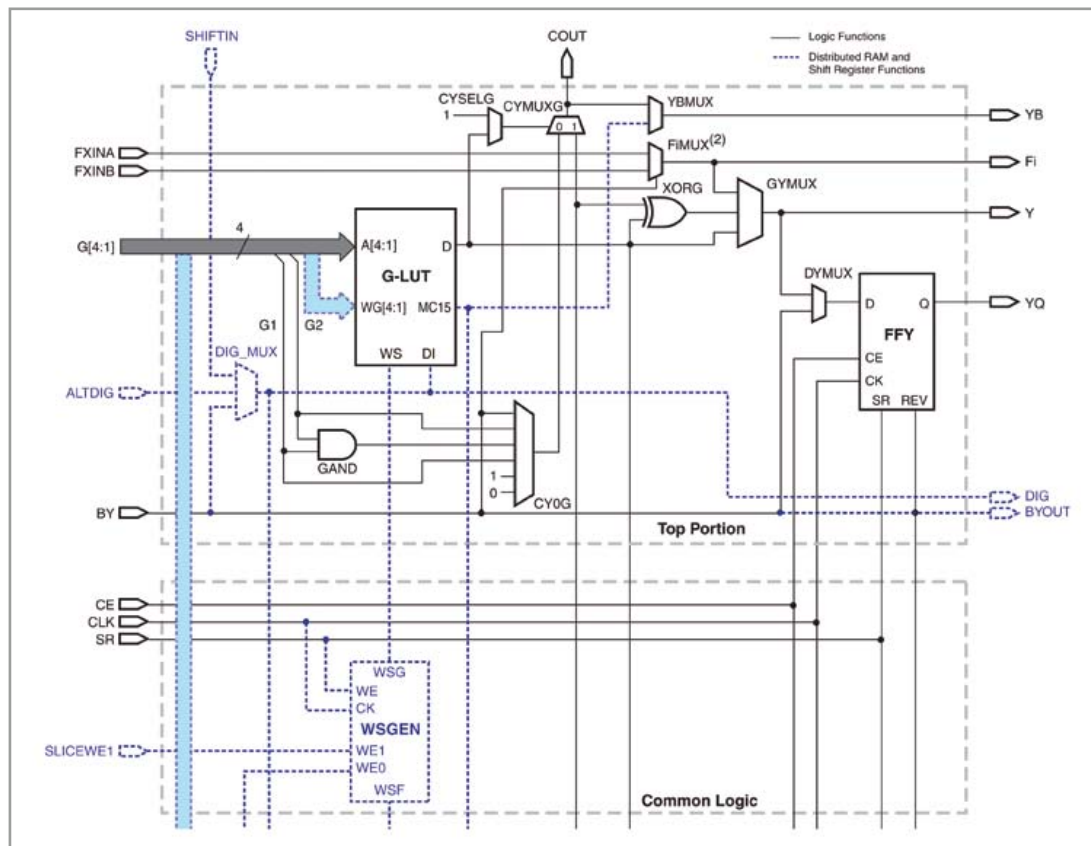 SHIFTIN
COUT
Logic Functions
Distributed RAM and
Shift Register Functions
CYSELG
CYMUXG
YBMUX
1
0 1
YB
FXINA
FiMUX(2)
Fi
FXINB
XORG
GYMUX
Y
4
G[4:1]
A[4:1]
D
G-LUT
DYMUX
WG[4:1]
MC15
D
Q
YQ
G1
G2
FFY
DIG_MUX
WS
DI
CE
CK
ALTDIG
SR
REV
GAND
1
0
CY0G
DIG
BY
BYOUT
Top Portion
CE
CLK
SR
WSG
WE
CK
WSGEN
SLICEWE1
WE1
WE0
WSF
Common Logic